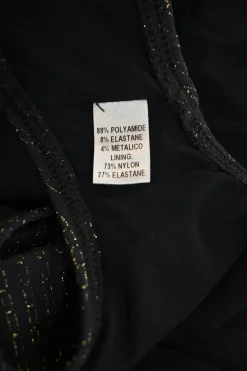 88% POLYAMIDE
8% ELASTANE
4% METALICO
LINING:
73% NYLON
27% ELASTANE